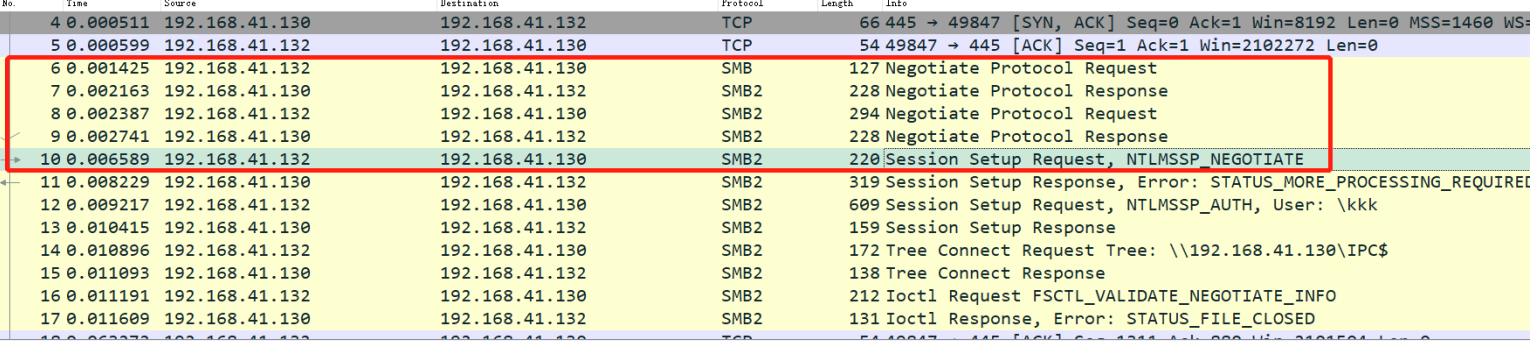 No. Time Source Destination Protocol Length Info
4 0.000511 192.168.41.130 192.168.41.132 TCP 66 445 → 49847 [SYN, ACK] Seq=0 Ack=1 Win=8192 Len=0 MSS=1460 WS=
5 0.000599 192.168.41.132 192.168.41.130 TCP 54 49847 → 445 [ACK] Seq=1 Ack=1 Win=2102272 Len=0
6 0.001425 192.168.41.132 192.168.41.130 SMB 127 Negotiate Protocol Request
7 0.002163 192.168.41.130 192.168.41.132 SMB2 228 Negotiate Protocol Response
8 0.002387 192.168.41.132 192.168.41.130 SMB2 294 Negotiate Protocol Request
9 0.002741 192.168.41.130 192.168.41.132 SMB2 228 Negotiate Protocol Response
10 0.006589 192.168.41.132 192.168.41.130 SMB2 220 Session Setup Request, NTLMSSP_NEGOTIATE
11 0.008229 192.168.41.130 192.168.41.132 SMB2 319 Session Setup Response, Error: STATUS_MORE_PROCESSING_REQUIRED
12 0.009217 192.168.41.132 192.168.41.130 SMB2 609 Session Setup Request, NTLMSSP_AUTH, User: \kkk
13 0.010415 192.168.41.130 192.168.41.132 SMB2 159 Session Setup Response
14 0.010896 192.168.41.132 192.168.41.130 SMB2 172 Tree Connect Request Tree: \\192.168.41.130\IPC$
15 0.011093 192.168.41.130 192.168.41.132 SMB2 138 Tree Connect Response
16 0.011191 192.168.41.132 192.168.41.130 SMB2 212 Ioctl Request FSCTL_VALIDATE_NEGOTIATE_INFO
17 0.011609 192.168.41.130 192.168.41.132 SMB2 131 Ioctl Response, Error: STATUS_FILE_CLOSED